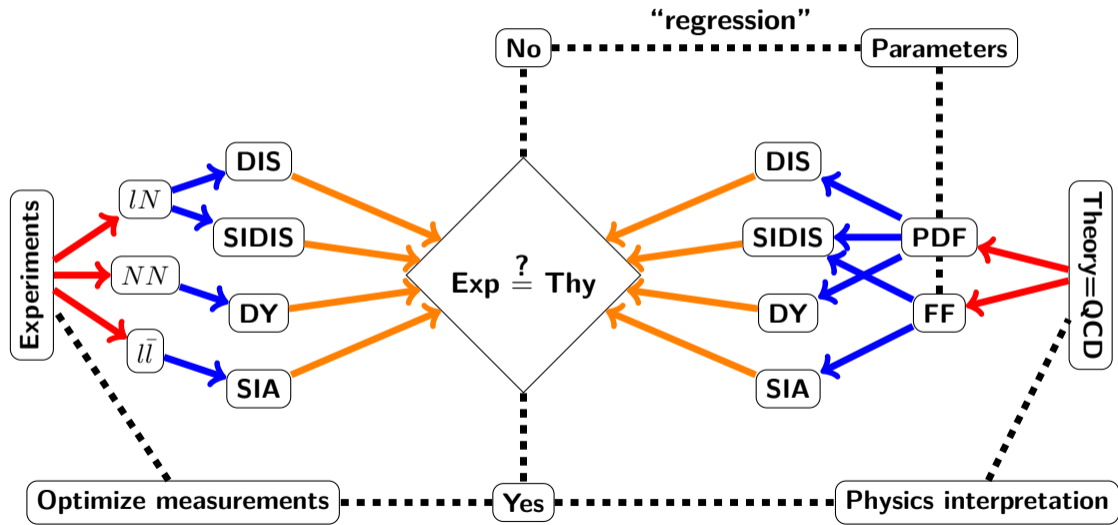 “regression”
No
Parameters
DIS
DIS
lN
SIDIS
SIDIS
PDF
Experiments
NN
Exp ?= Thy
Theory=QCD
DY
DY
FF
ll̄
SIA
SIA
Optimize measurements
Yes
Physics interpretation